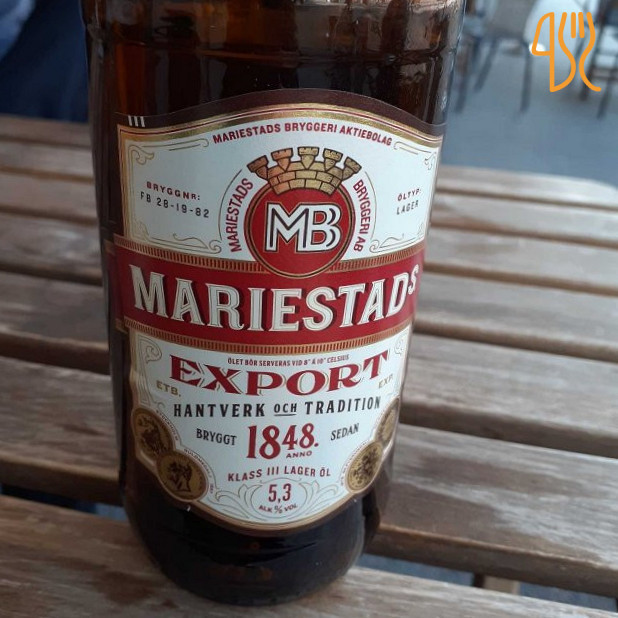 MARIESTADS BRYGGERI AKTIEBOLAG
BRYGGNR:
FB 28-19-82
MARIESTADS
BRYGGERI AB
ÖLTYP:
LAGER
MB
MARIESTADS
ÖLET BÖR SERVERAS VID 8° À 10° CELSIUS
EXPORT
ETB.
EXP.
HANTVERK OCH TRADITION
BRYGGT 1848. SEDAN
ANNO
KLASS III LAGER ÖL
5,3
ALK % VOL